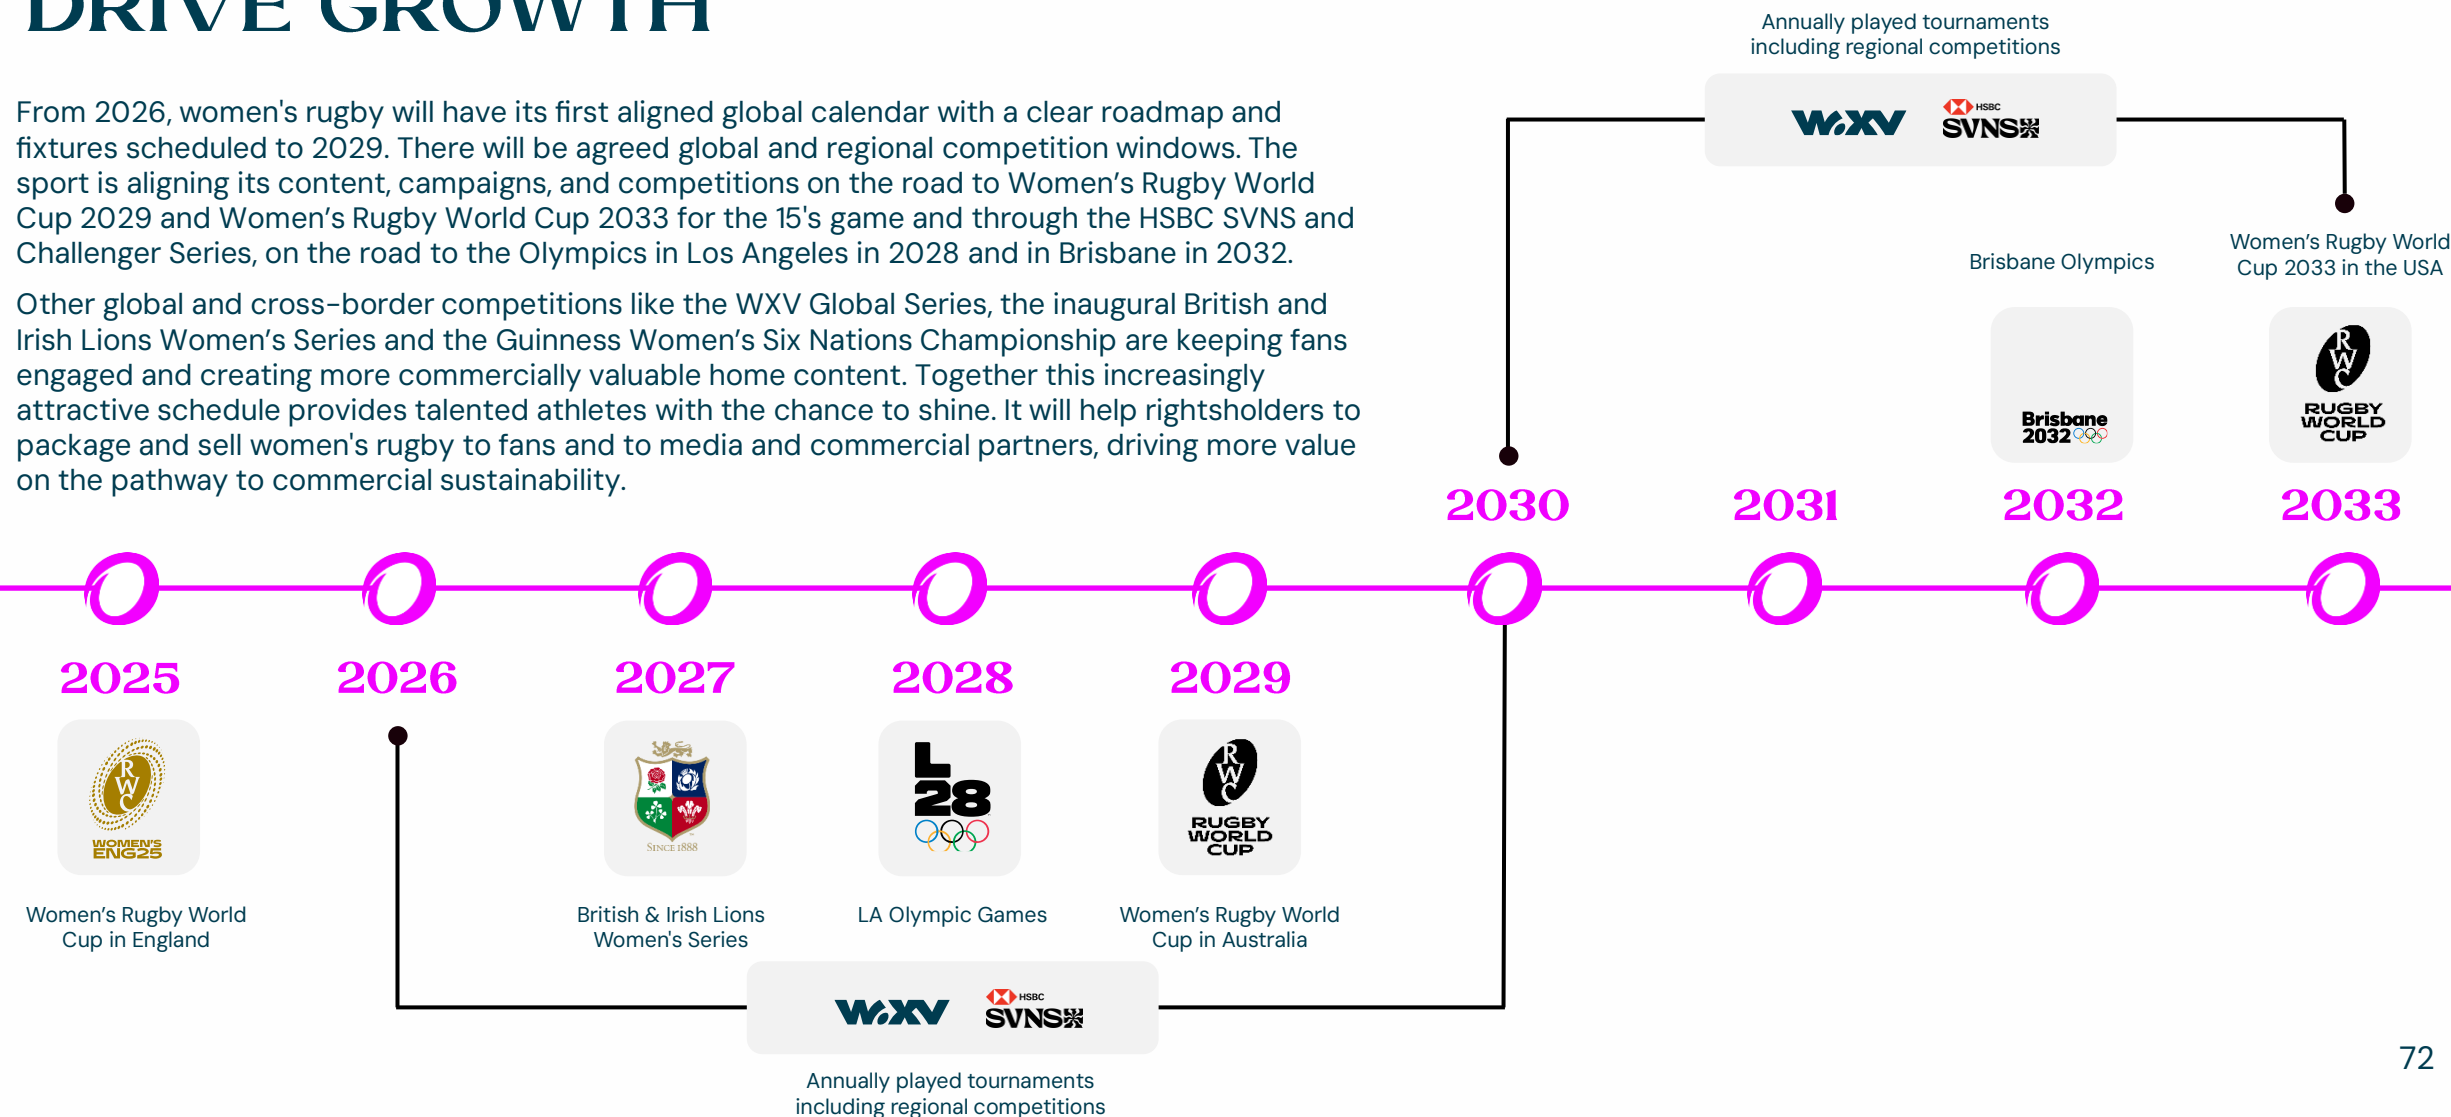 DRIVE GROWTH
From 2026, women's rugby will have its first aligned global calendar with a clear roadmap and
fixtures scheduled to 2029. There will be agreed global and regional competition windows. The
sport is aligning its content, campaigns, and competitions on the road to Women’s Rugby World
Cup 2029 and Women’s Rugby World Cup 2033 for the 15's game and through the HSBC SVNS and
Challenger Series, on the road to the Olympics in Los Angeles in 2028 and in Brisbane in 2032.
Other global and cross-border competitions like the WXV Global Series, the inaugural British and
Irish Lions Women’s Series and the Guinness Women’s Six Nations Championship are keeping fans
engaged and creating more commercially valuable home content. Together this increasingly
attractive schedule provides talented athletes with the chance to shine. It will help rightsholders to
package and sell women's rugby to fans and to media and commercial partners, driving more value
on the pathway to commercial sustainability.
Annually played tournaments
including regional competitions
WXV
HSBC
SVNS
Brisbane Olympics
Women’s Rugby World
Cup 2033 in the USA
Brisbane
2032
RWC
RUGBY
WORLD
CUP
2030
2031
2032
2033
2025
2026
2027
2028
2029
RWC
WOMEN'S
ENG25
SINCE 1888
L
28
RWC
RUGBY
WORLD
CUP
Women’s Rugby World
Cup in England
British & Irish Lions
Women's Series
LA Olympic Games
Women’s Rugby World
Cup in Australia
WXV
HSBC
SVNS
Annually played tournaments
including regional competitions
72